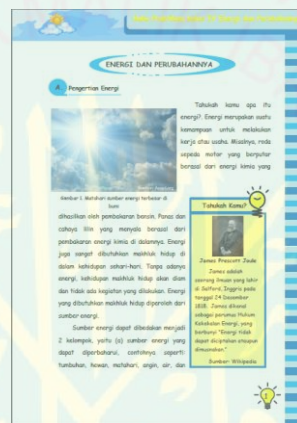 ENERGI DAN PERUBAHANNYA
A
Pengertian Energi
Tahukah kamu apa itu
energi?. Energi merupakan suatu
kemampuan untuk melakukan
kerja atau usaha. Misalnya, roda
sepeda motor yang berputar
berasal dari energi kimia yang
Gambar 1. Matahari sumber energi terbesar di
bumi
dihasilkan oleh pembakaran bensin. Panas dan
cahaya lilin yang menyala berasal dari
pembakaran energi kimia di dalamnya. Energi
juga sangat dibutuhkan makhluk hidup di
dalam kehidupan sehari-hari. Tanpa adanya
energi, kehidupan makhluk hidup akan diam
dan tidak ada kegiatan yang dilakukan. Energi
yang dibutuhkan makhluk hidup diperoleh dari
sumber energi.
Sumber energi dapat dibedakan menjadi
2 kelompok, yaitu (a) sumber energi yang
dapat diperbaharui, contohnya seperti:
tumbuhan, hewan, matahari, angin, air, dan
Tahukah Kamu?
James Prescott Joule
James adalah
seorang ilmuan yang lahir
di Salford, Inggris pada
tanggal 24 Desember
1818. James dikenal
sebagai perumus Hukum
Kekekalan Energi, yang
berbunyi "Energi tidak
dapat diciptakan ataupun
dimusnakan."
Sumber: Wikipedia
1